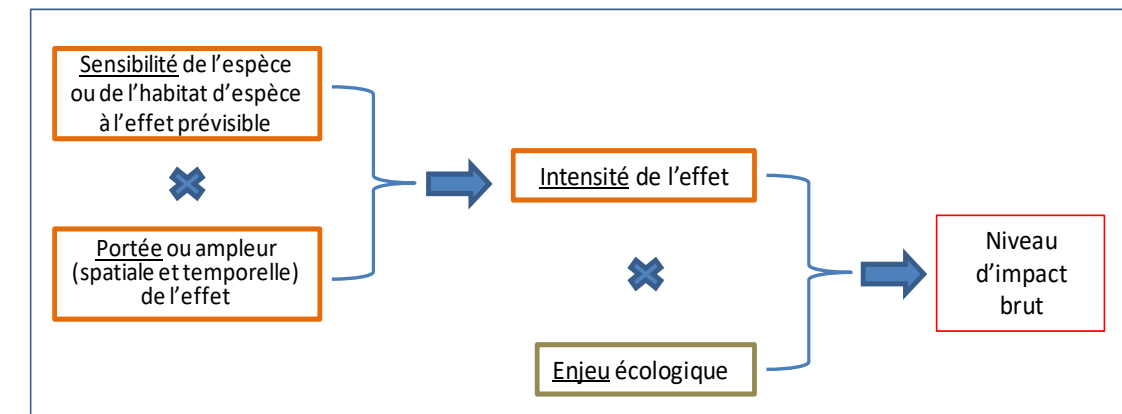 Sensibilité de l'espèce
ou de l'habitat d'espèce
à l'effet prévisible
Portée ou ampleur
(spatiale et temporelle)
de l'effet
Intensité de l'effet
Enjeu écologique
Niveau
d'impact
brut